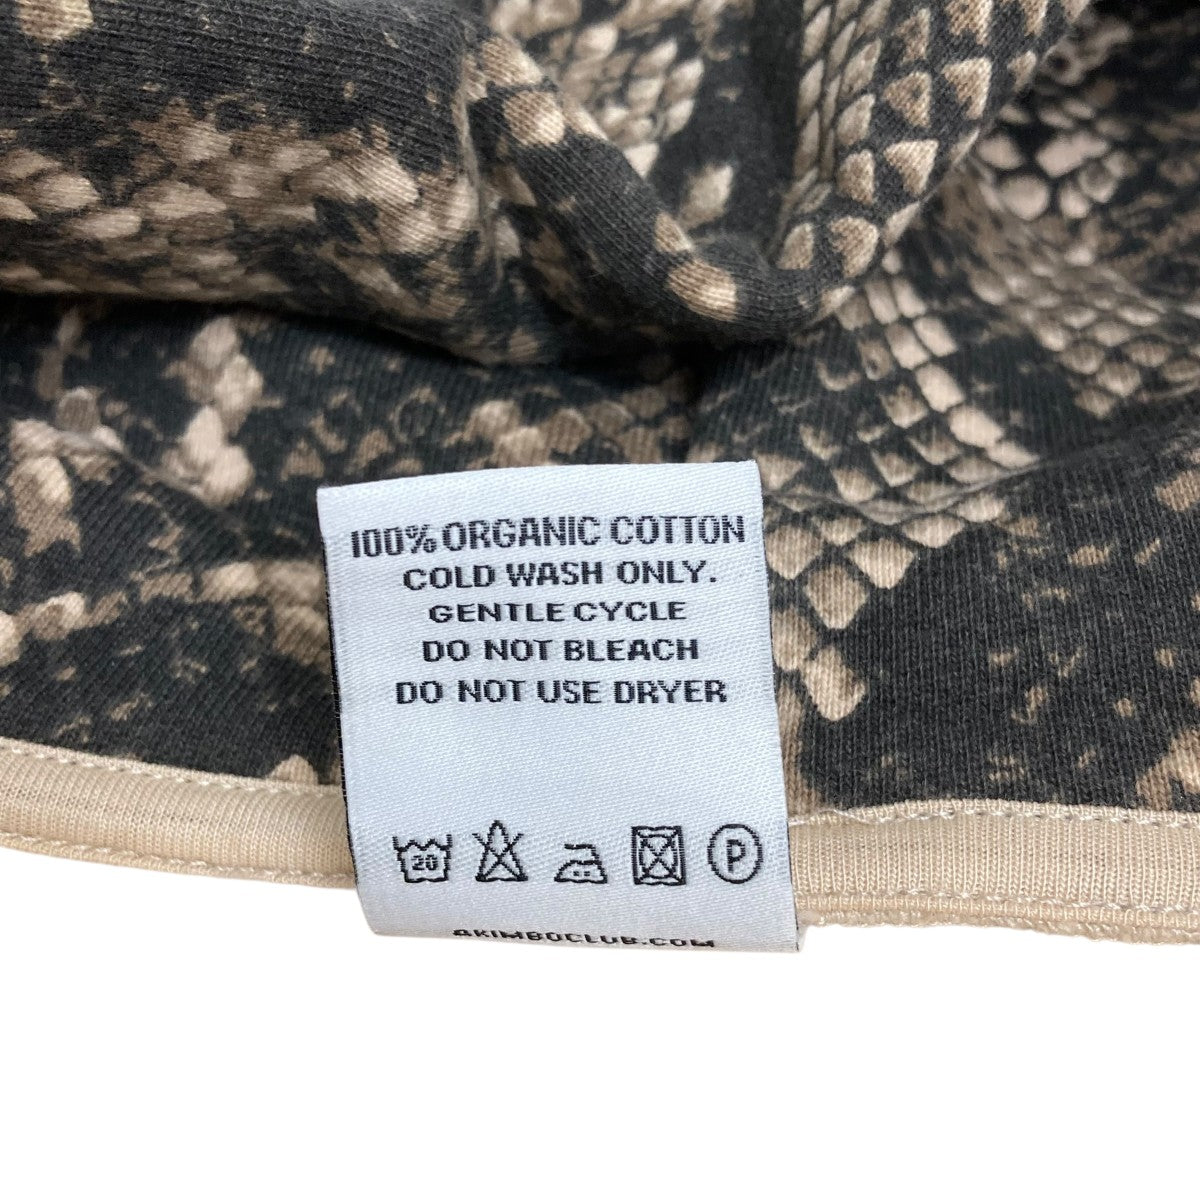 100% ORGANIC COTTON
COLD WASH ONLY.
GENTLE CYCLE
DO NOT BLEACH
DO NOT USE DRYER
20 P
AKIMBOCLUB.COM